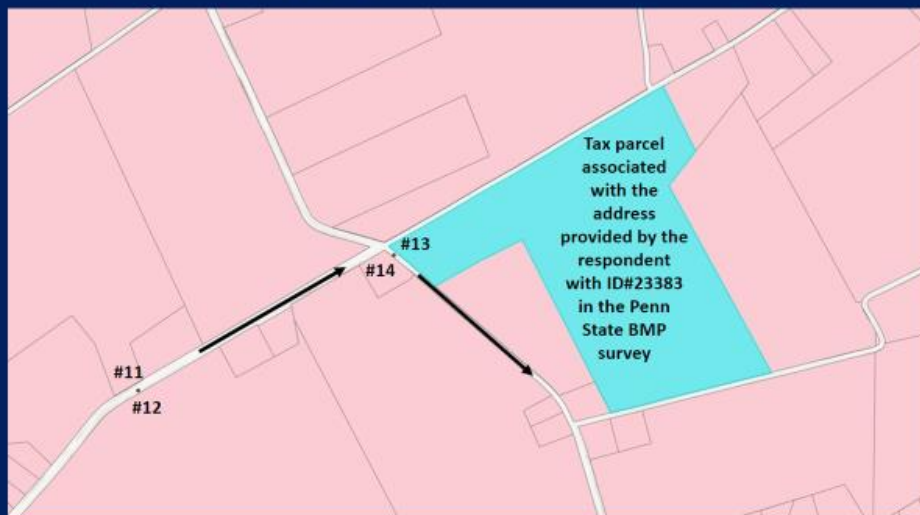 Tax parcel
associated
with the
address
provided by the
respondent
with ID#23383
in the Penn
State BMP
survey
#13
#14
#11
#12